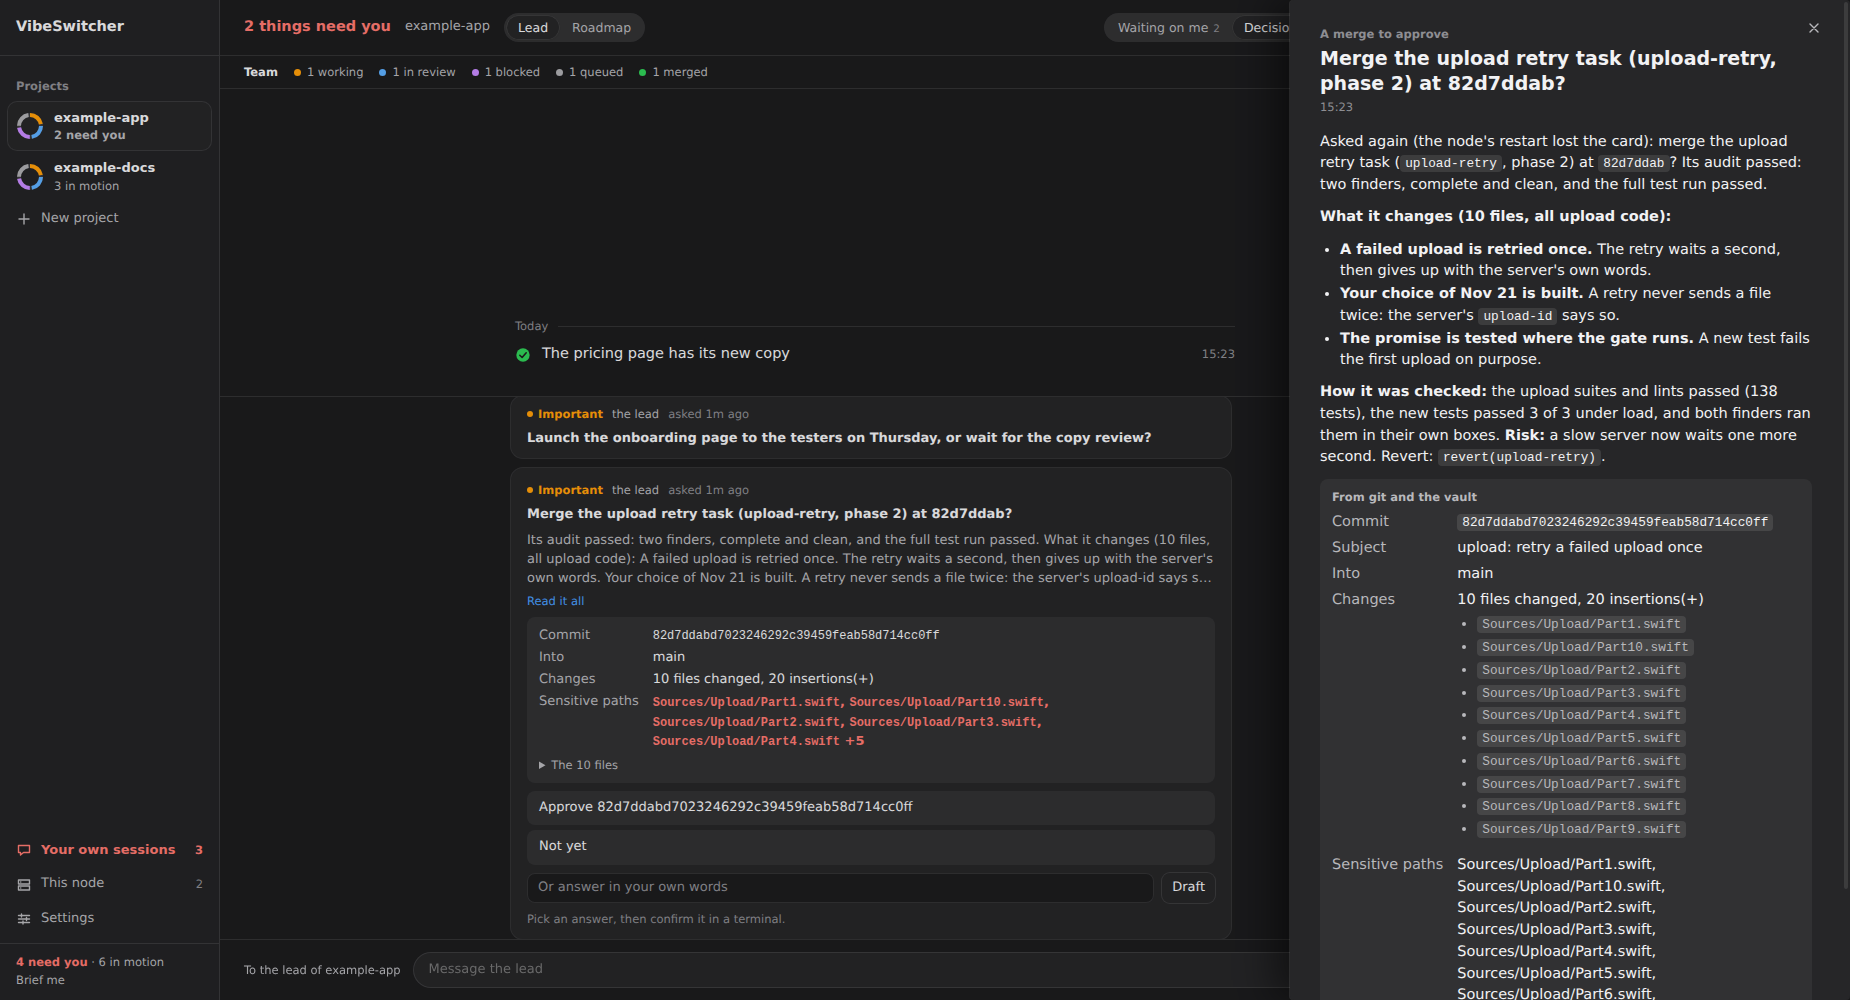 VibeSwitcher
Projects
example-app
2 need you
example-docs
3 in motion
New project
Your own sessions 3
This node 2
Settings
4 need you · 6 in motion
Brief me
2 things need you example-app Lead Roadmap
Waiting on me 2
Team 1 working 1 in review 1 blocked 1 queued 1 merged
Today
The pricing page has its new copy 15:23
Important the lead asked 1m ago
Launch the onboarding page to the testers on Thursday, or wait for the copy review?
Important the lead asked 1m ago
Merge the upload retry task (upload-retry, phase 2) at 82d7ddab?
Its audit passed: two finders, complete and clean, and the full test run passed. What it changes (10 files,
all upload code): A failed upload is retried once. The retry waits a second, then gives up with the server's
own words. Your choice of Nov 21 is built. A retry never sends a file twice: the server's upload-id says s…
Read it all
Commit 82d7ddabd7023246292c39459feab58d714cc0ff
Into main
Changes 10 files changed, 20 insertions(+)
Sensitive paths Sources/Upload/Part1.swift, Sources/Upload/Part10.swift,
Sources/Upload/Part2.swift, Sources/Upload/Part3.swift,
Sources/Upload/Part4.swift +5
The 10 files
Approve 82d7ddabd7023246292c39459feab58d714cc0ff
Not yet
Or answer in your own words Draft
Pick an answer, then confirm it in a terminal.
To the lead of example-app Message the lead
A merge to approve
Merge the upload retry task (upload-retry,
phase 2) at 82d7ddab?
15:23
Asked again (the node's restart lost the card): merge the upload
retry task (upload-retry, phase 2) at 82d7ddab? Its audit passed:
two finders, complete and clean, and the full test run passed.
What it changes (10 files, all upload code):
• A failed upload is retried once. The retry waits a second,
then gives up with the server's own words.
• Your choice of Nov 21 is built. A retry never sends a file
twice: the server's upload-id says so.
• The promise is tested where the gate runs. A new test fails
the first upload on purpose.
How it was checked: the upload suites and lints passed (138
tests), the new tests passed 3 of 3 under load, and both finders ran
them in their own boxes. Risk: a slow server now waits one more
second. Revert: revert(upload-retry).
From git and the vault
Commit 82d7ddabd7023246292c39459feab58d714cc0ff
Subject upload: retry a failed upload once
Into main
Changes 10 files changed, 20 insertions(+)
• Sources/Upload/Part1.swift
• Sources/Upload/Part10.swift
• Sources/Upload/Part2.swift
• Sources/Upload/Part3.swift
• Sources/Upload/Part4.swift
• Sources/Upload/Part5.swift
• Sources/Upload/Part6.swift
• Sources/Upload/Part7.swift
• Sources/Upload/Part8.swift
• Sources/Upload/Part9.swift
Sensitive paths Sources/Upload/Part1.swift,
Sources/Upload/Part10.swift,
Sources/Upload/Part2.swift,
Sources/Upload/Part3.swift,
Sources/Upload/Part4.swift,
Sources/Upload/Part5.swift,
Sources/Upload/Part6.swift,